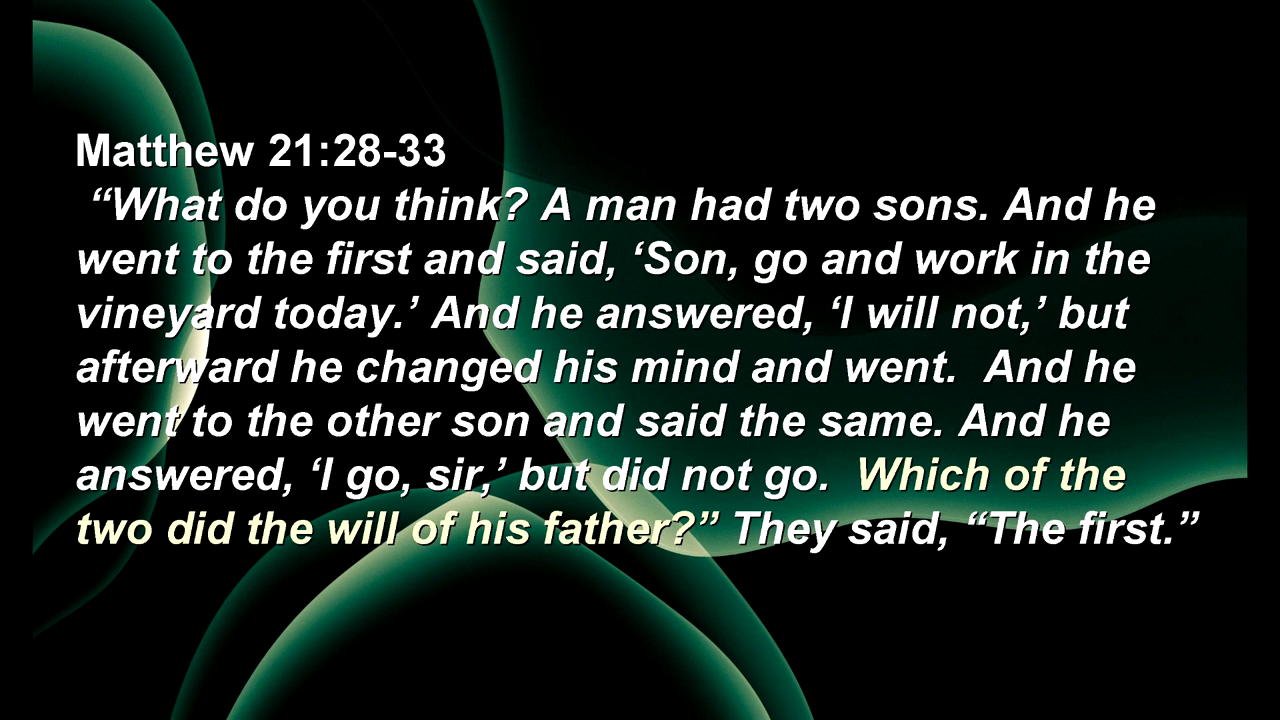 Matthew 21:28-33
“What do you think? A man had two sons. And he
went to the first and said, ‘Son, go and work in the
vineyard today.’ And he answered, ‘I will not,’ but
afterward he changed his mind and went.  And he
went to the other son and said the same. And he
answered, ‘I go, sir,’ but did not go.  Which of the
two did the will of his father?” They said, “The first.”